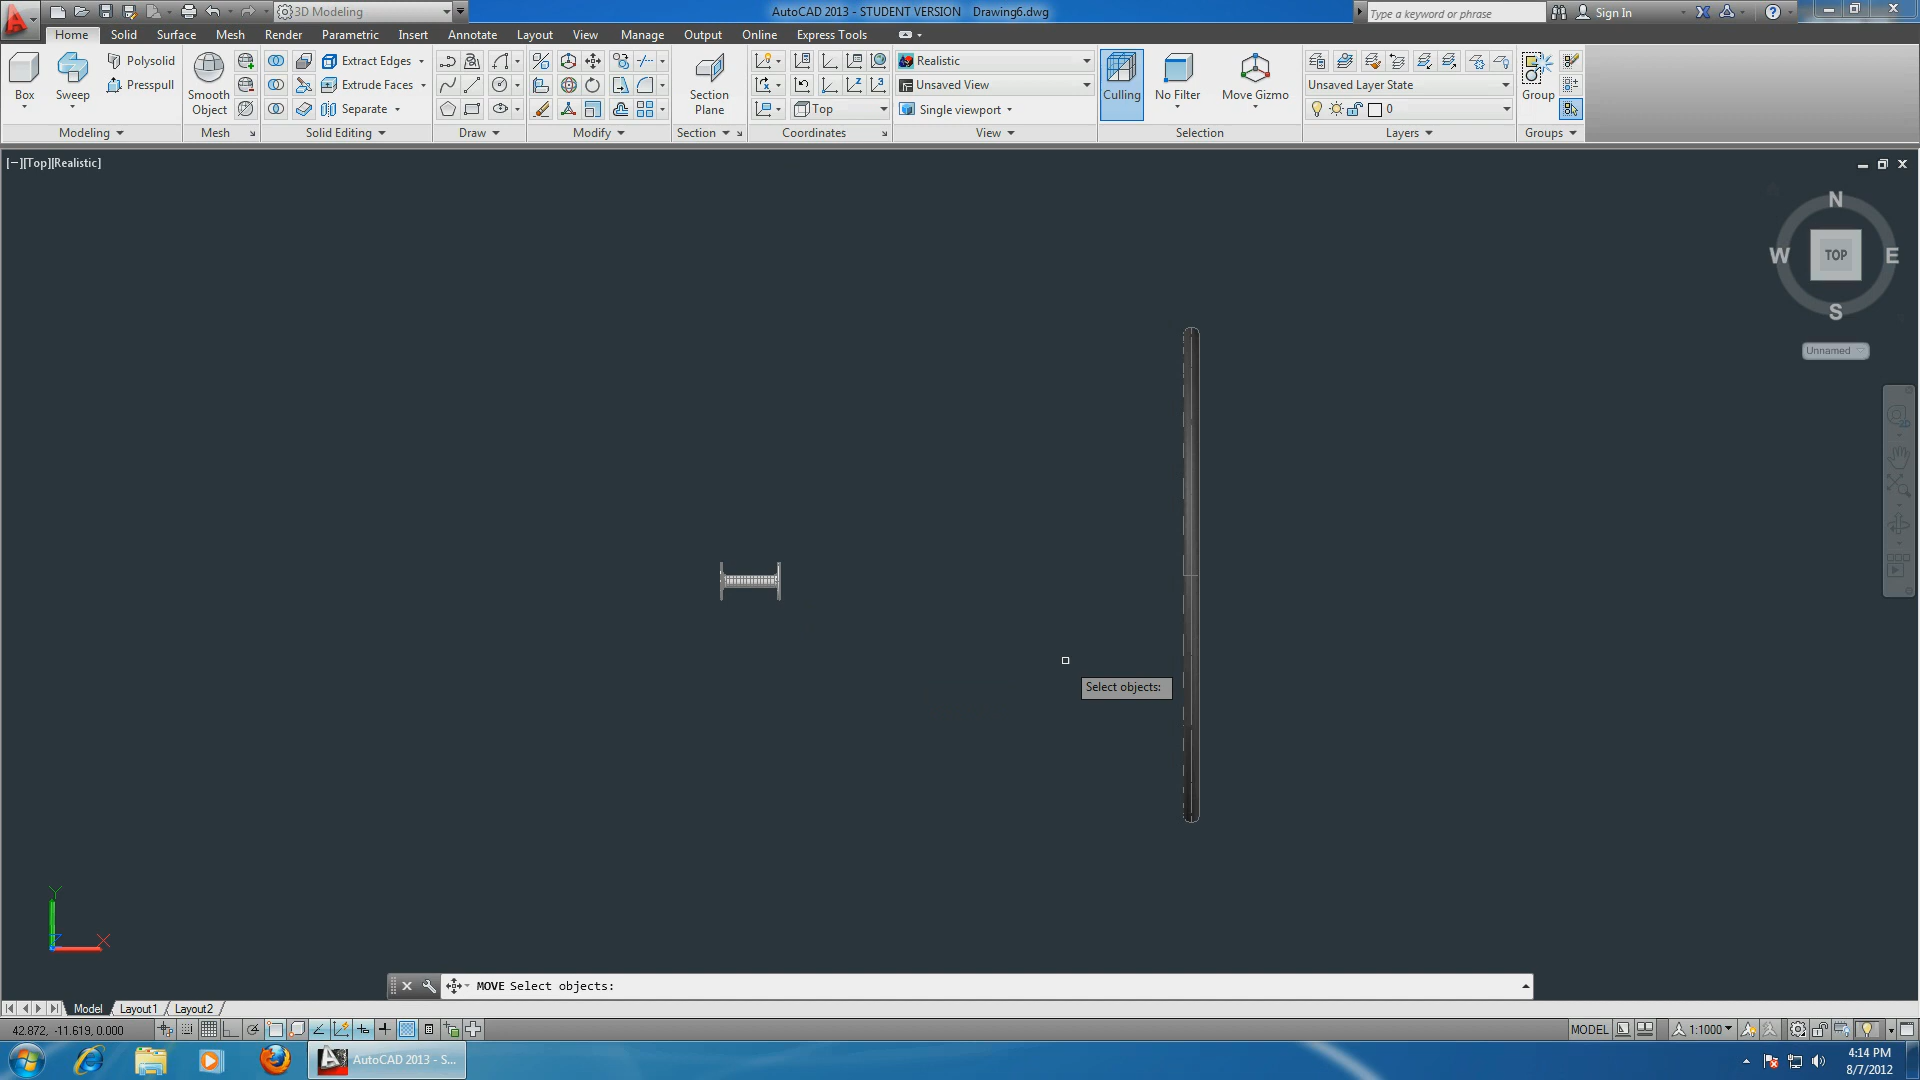 3D Modeling
AutoCAD 2013 - STUDENT VERSION Drawing6.dwg
Type a keyword or phrase
Sign In
Home Solid Surface Mesh Render Parametric Insert Annotate Layout View Manage Output Online Express Tools
Box
Sweep
Polysolid
Presspull
Modeling
Smooth
Object
Mesh
Extract Edges
Extrude Faces
Separate
Solid Editing
Draw
Modify
Section
Plane
Section
Top
Coordinates
Realistic
Unsaved View
Single viewport
View
Culling
No Filter
Move Gizmo
Selection
Unsaved Layer State
0
Layers
Group
Groups
[−][Top][Realistic]
N
W TOP E
S
Unnamed
Select objects:
Y
Z
X
MOVE Select objects:
Model Layout1 Layout2
42.872, -11.619, 0.000
MODEL
1:1000
AutoCAD 2013 - S...
4:14 PM
8/7/2012